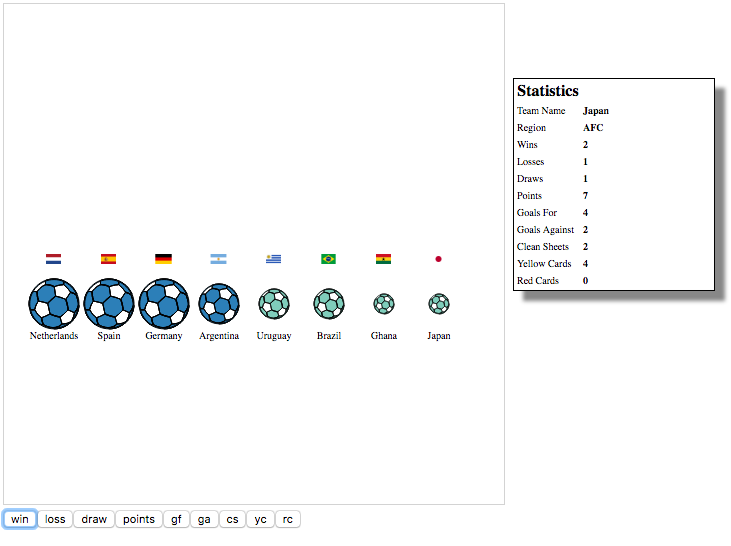 Statistics
Team Name Japan
Region AFC
Wins 2
Losses 1
Draws 1
Points 7
Goals For 4
Goals Against 2
Clean Sheets 2
Yellow Cards 4
Red Cards 0
Netherlands Spain Germany Argentina Uruguay Brazil Ghana Japan
win loss draw points gf ga cs yc rc